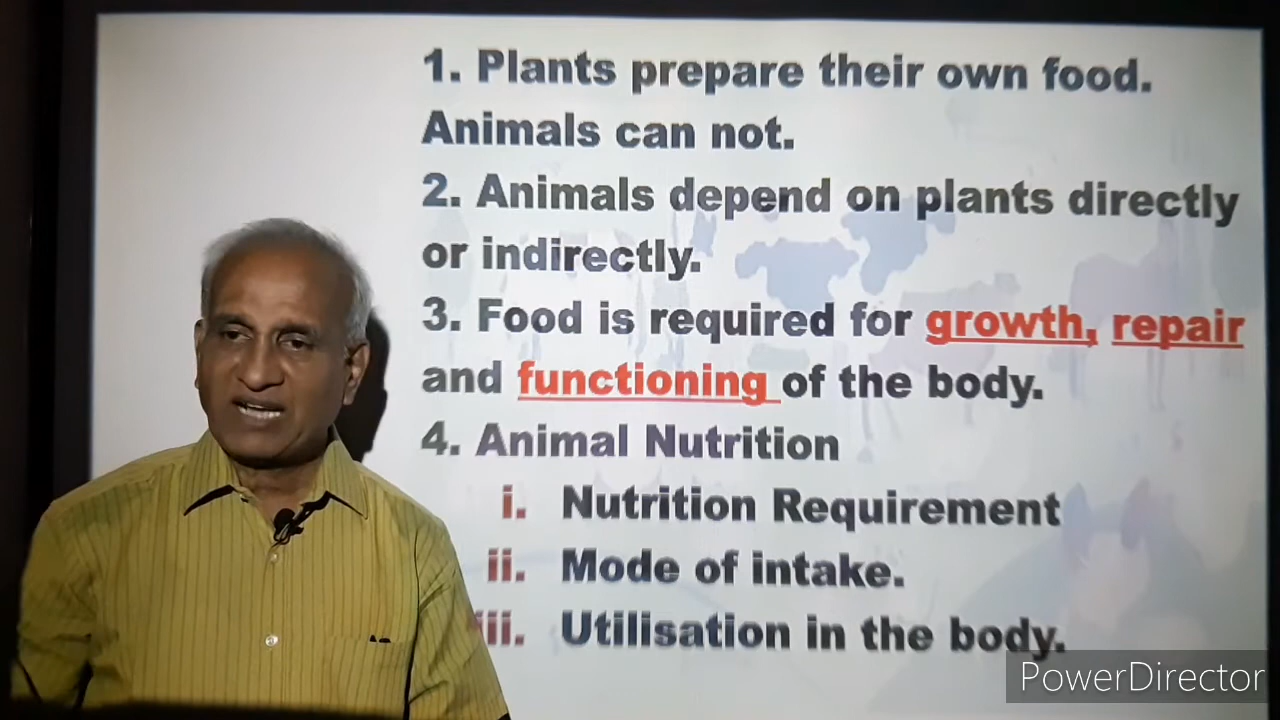 1. Plants prepare their own food.
Animals can not.
2. Animals depend on plants directly
or indirectly.
3. Food is required for growth, repair
and functioning of the body.
4. Animal Nutrition
i. Nutrition Requirement
ii. Mode of intake.
iii. Utilisation in the body.
PowerDirector